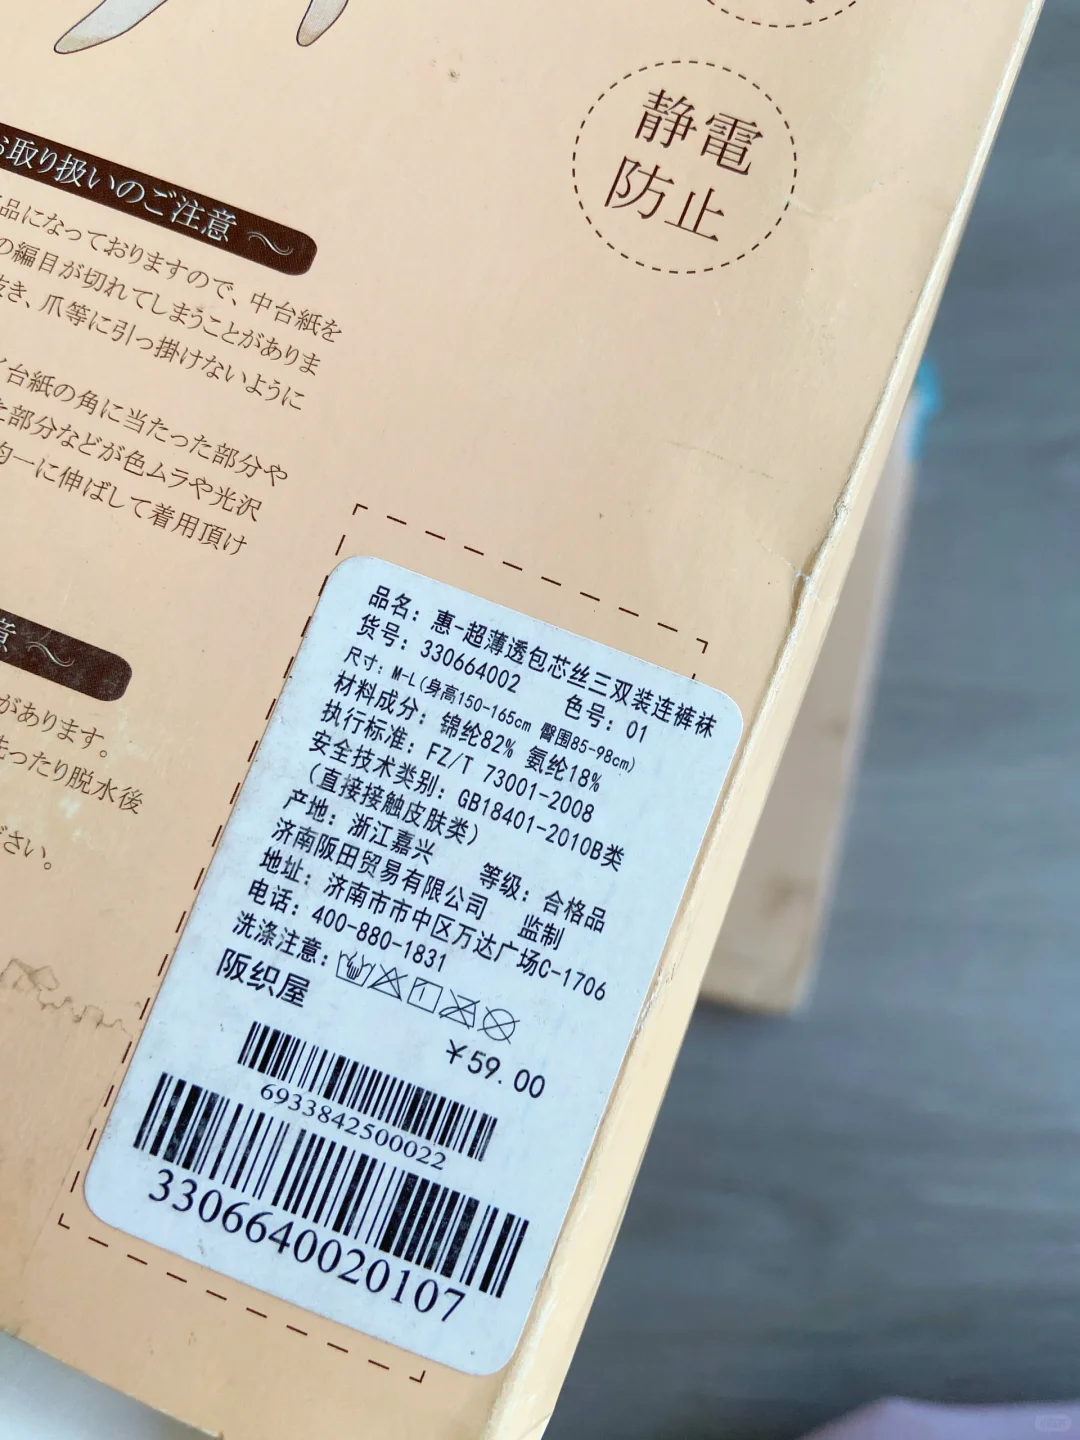 静電
防止
お取り扱いのご注意 ～
品になっておりますので、中台紙を
の編目が切れてしまうことがありま
き、爪等に引っ掛けないように
台紙の角に当たった部分や
部分などが色ムラや光沢
均一に伸ばして着用頂け
意 ～
があります。
洗ったり脱水後
ださい。
品名: 惠-超薄透包芯丝三双装连裤袜
货号: 330664002 色号: 01
尺寸: M-L(身高150-165cm 臀围85-98cm)
材料成分: 锦纶82% 氨纶18%
执行标准: FZ/T 73001-2008
安全技术类别: GB18401-2010B类
(直接接触皮肤类)
产地: 浙江嘉兴 等级: 合格品
济南阪田贸易有限公司 监制
地址: 济南市市中区万达广场C-1706
电话: 400-880-1831
洗涤注意:
阪织屋
￥59.00
6933842500022
3306640020107